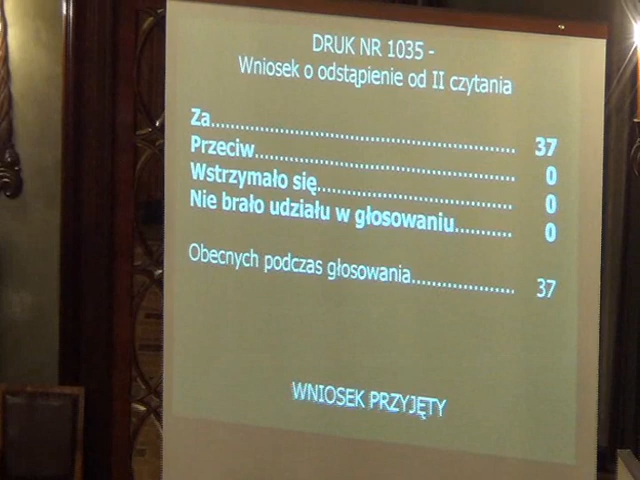 DRUK NR 1035 -
Wniosek o odstąpienie od II czytania
Za................................................... 37
Przeciw............................................ 0
Wstrzymało się................................. 0
Nie brało udziału w głosowaniu.......... 0
Obecnych podczas głosowania.................... 37
WNIOSEK PRZYJĘTY